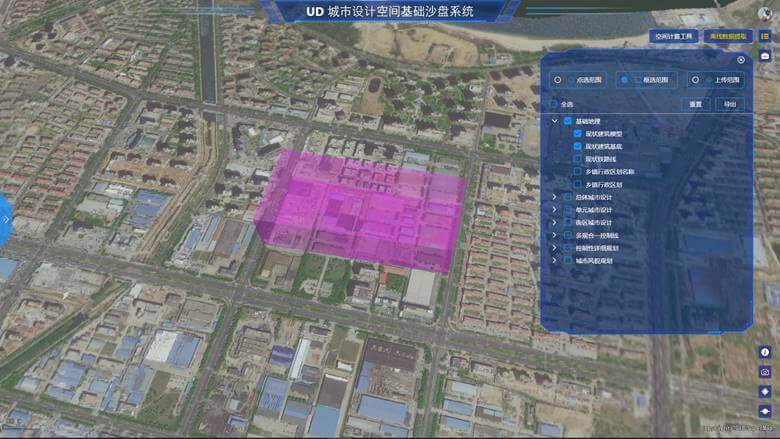 UD 城市设计空间基础沙盘系统
空间计算工具
离线数据提取
点选范围
框选范围
上传范围
全选
重置
导出
基础地理
现状建筑模型
现状建筑基底
现状铁路线
乡镇行政区划名称
乡镇行政区划
总体城市设计
单元城市设计
街区城市设计
多规合一控制线
控制性详细规划
城市风貌规划